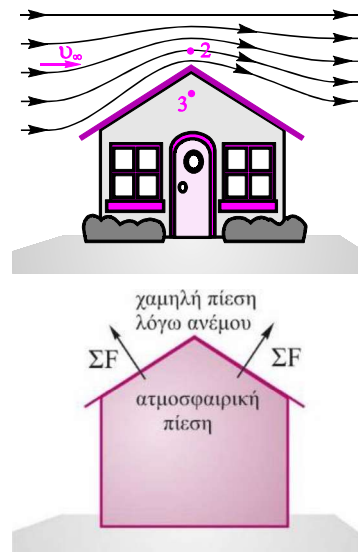 2
υ∞
3
χαμηλή πίεση
λόγω ανέμου
ΣF ΣF
ατμοσφαιρική
πίεση